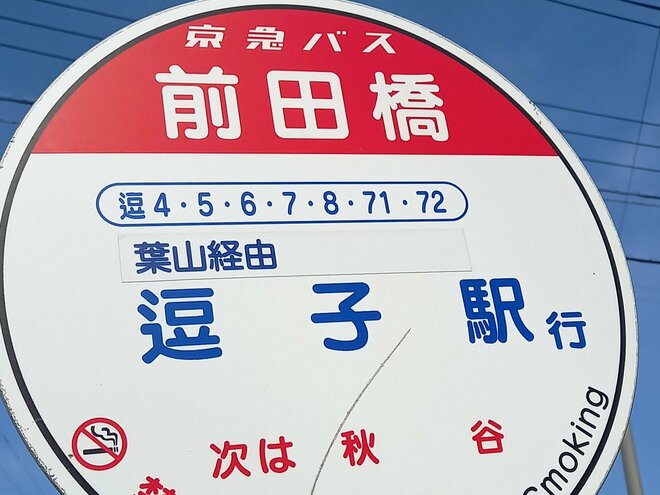 京急バス
前田橋
逗4・5・6・7・8・71・72
葉山経由
逗子駅行
次は 秋谷
moking